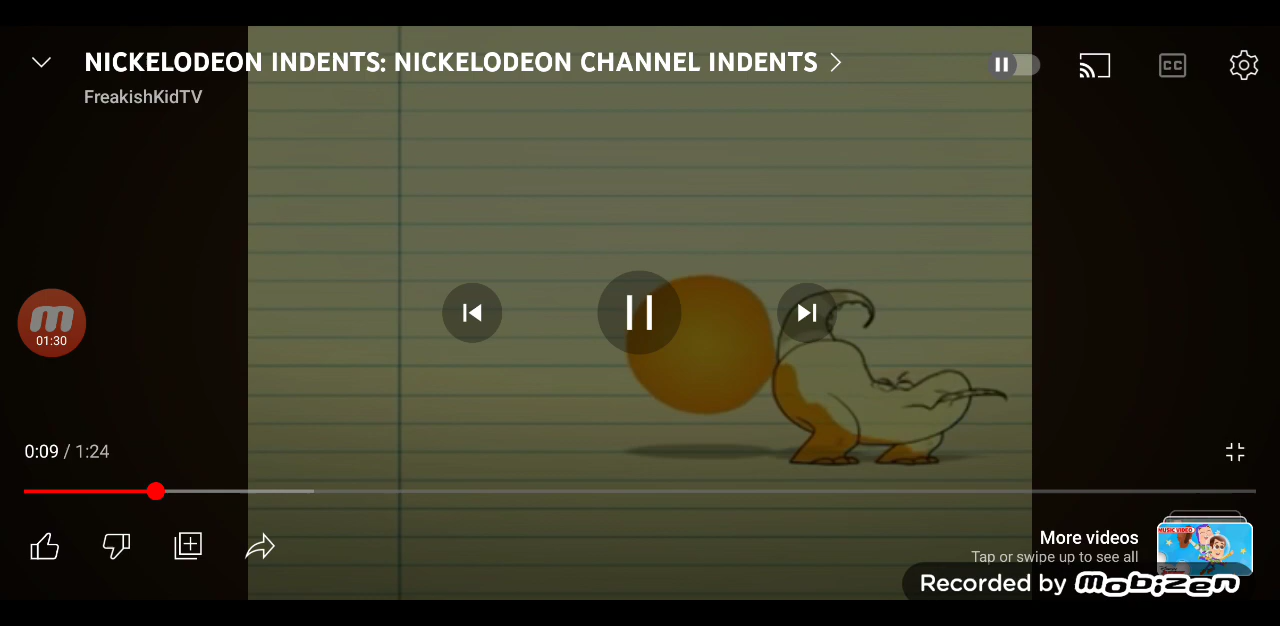 NICKELODEON INDENTS: NICKELODEON CHANNEL INDENTS
FreakishKidTV
CC
01:30
0:09 / 1:24
More videos
Tap or swipe up to see all
MUSIC VIDEO
Recorded by mobizen